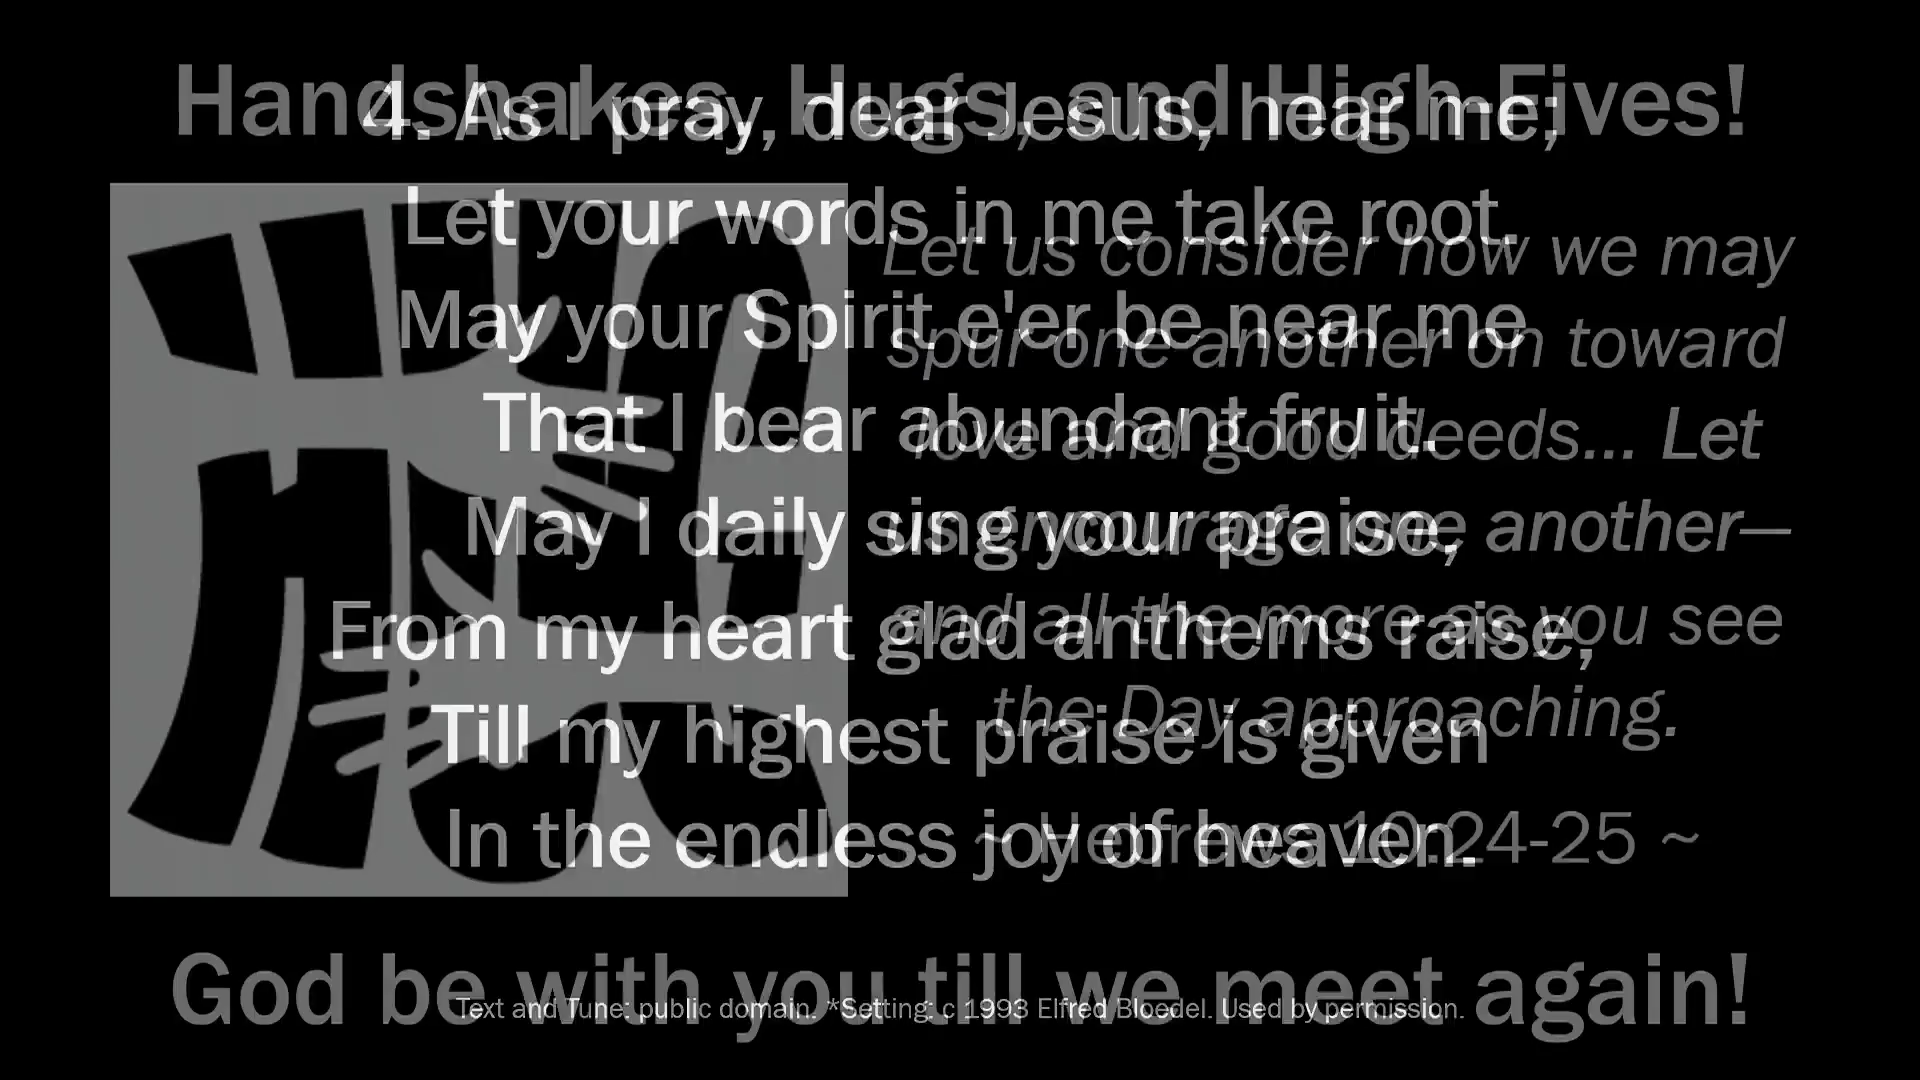 Handshakes, Hugs, and High Fives!
4. As I pray, dear Jesus, hear me;
Let your words in me take root.
May your Spirit e'er be near me
That I bear abundant fruit.
May I daily sing your praise,
From my heart glad anthems raise,
Till my highest praise is given
In the endless joy of heaven.
Let us consider how we may
spur one another on toward
love and good deeds... Let
us encourage one another—
and all the more as you see
the Day approaching.
~ Hebrews 10:24-25 ~
God be with you till we meet again!
Text and Tune: public domain. *Setting: c 1993 Elfred Bloedel. Used by permission.